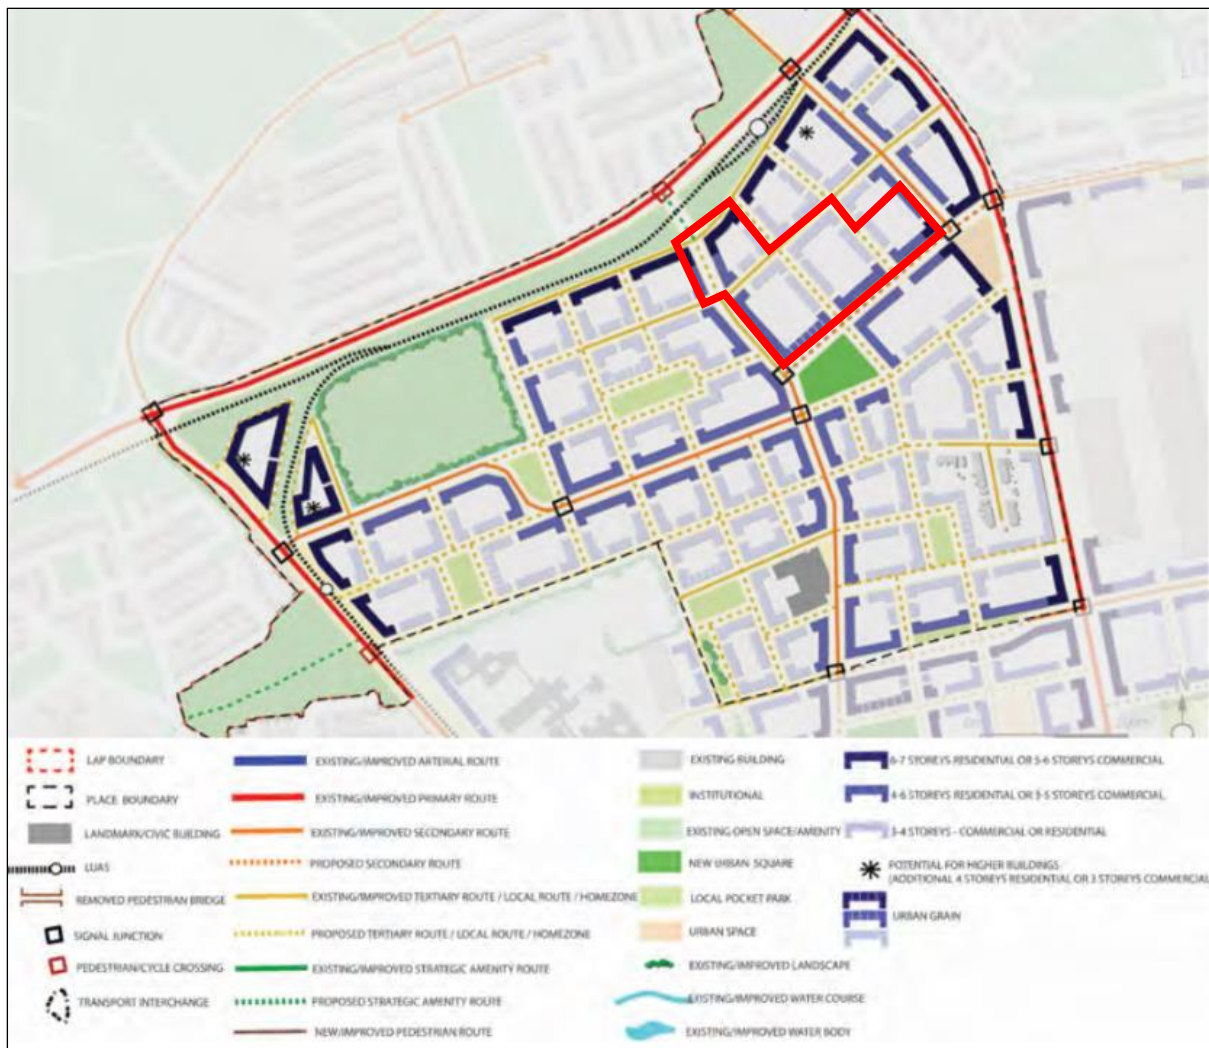 LAP BOUNDARY
PLACE BOUNDARY
LANDMARK/CIVIC BUILDING
LUAS
REMOVED PEDESTRIAN BRIDGE
SIGNAL JUNCTION
PEDESTRIAN/CYCLE CROSSING
TRANSPORT INTERCHANGE
EXISTING/IMPROVED ARTERIAL ROUTE
EXISTING/IMPROVED PRIMARY ROUTE
EXISTING/IMPROVED SECONDARY ROUTE
PROPOSED SECONDARY ROUTE
EXISTING/IMPROVED TERTIARY ROUTE / LOCAL ROUTE / HOMEZONE
PROPOSED TERTIARY ROUTE / LOCAL ROUTE / HOMEZONE
EXISTING/IMPROVED STRATEGIC AMENITY ROUTE
PROPOSED STRATEGIC AMENITY ROUTE
NEW/IMPROVED PEDESTRIAN ROUTE
EXISTING BUILDING
INSTITUTIONAL
EXISTING OPEN SPACE/AMENITY
NEW URBAN SQUARE
LOCAL POCKET PARK
URBAN SPACE
EXISTING/IMPROVED LANDSCAPE
EXISTING/IMPROVED WATER COURSE
EXISTING/IMPROVED WATER BODY
6-7 STOREYS RESIDENTIAL OR 5-6 STOREYS COMMERCIAL
4-6 STOREYS RESIDENTIAL OR 3-5 STOREYS COMMERCIAL
3-4 STOREYS - COMMERCIAL OR RESIDENTIAL
POTENTIAL FOR HIGHER BUILDINGS
(ADDITIONAL 4 STOREYS RESIDENTIAL OR 3 STOREYS COMMERCIAL
URBAN GRAIN